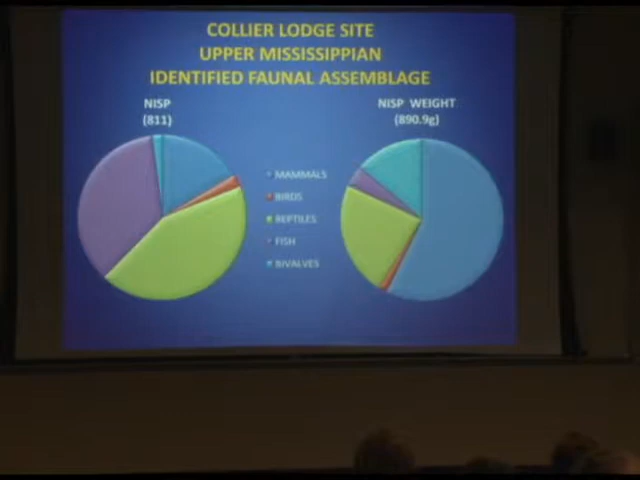 COLLIER LODGE SITE
UPPER MISSISSIPPIAN
IDENTIFIED FAUNAL ASSEMBLAGE
NISP
(811)
NISP WEIGHT
(890.9g)
MAMMALS
BIRDS
REPTILES
FISH
BIVALVES